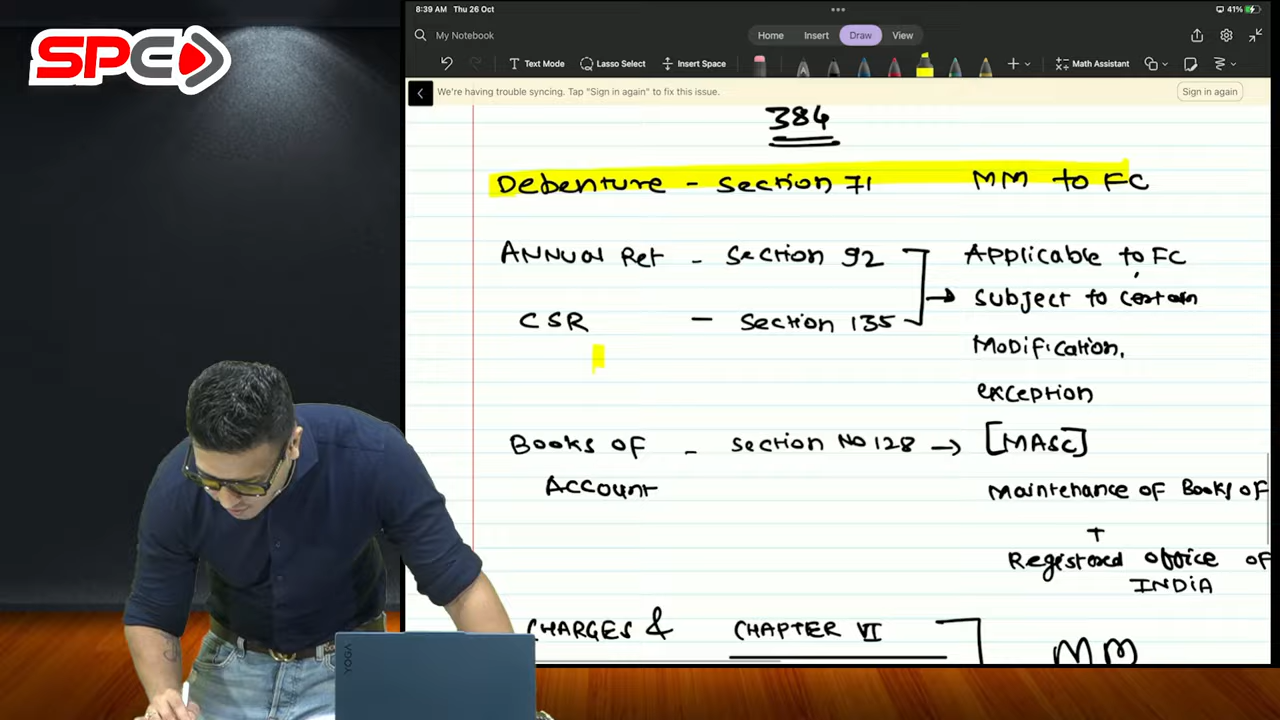 SPED
8:39 AM Thu 26 Oct
41%
My Notebook
Home Insert Draw View
Text Mode Lasso Select Insert Space Math Assistant
We're having trouble syncing. Tap "Sign in again" to fix this issue. Sign in again
384
Debenture - Section 71 MM to FC
Annual Ret - Section 92 Applicable to FC
Subject to certain
CSR - Section 135
Modification,
exception
Books of - Section No 128 → [MASC]
Account Maintenance of Books of
+
Registered office of
INDIA
CHARGES & CHAPTER VI
MM
YOGA